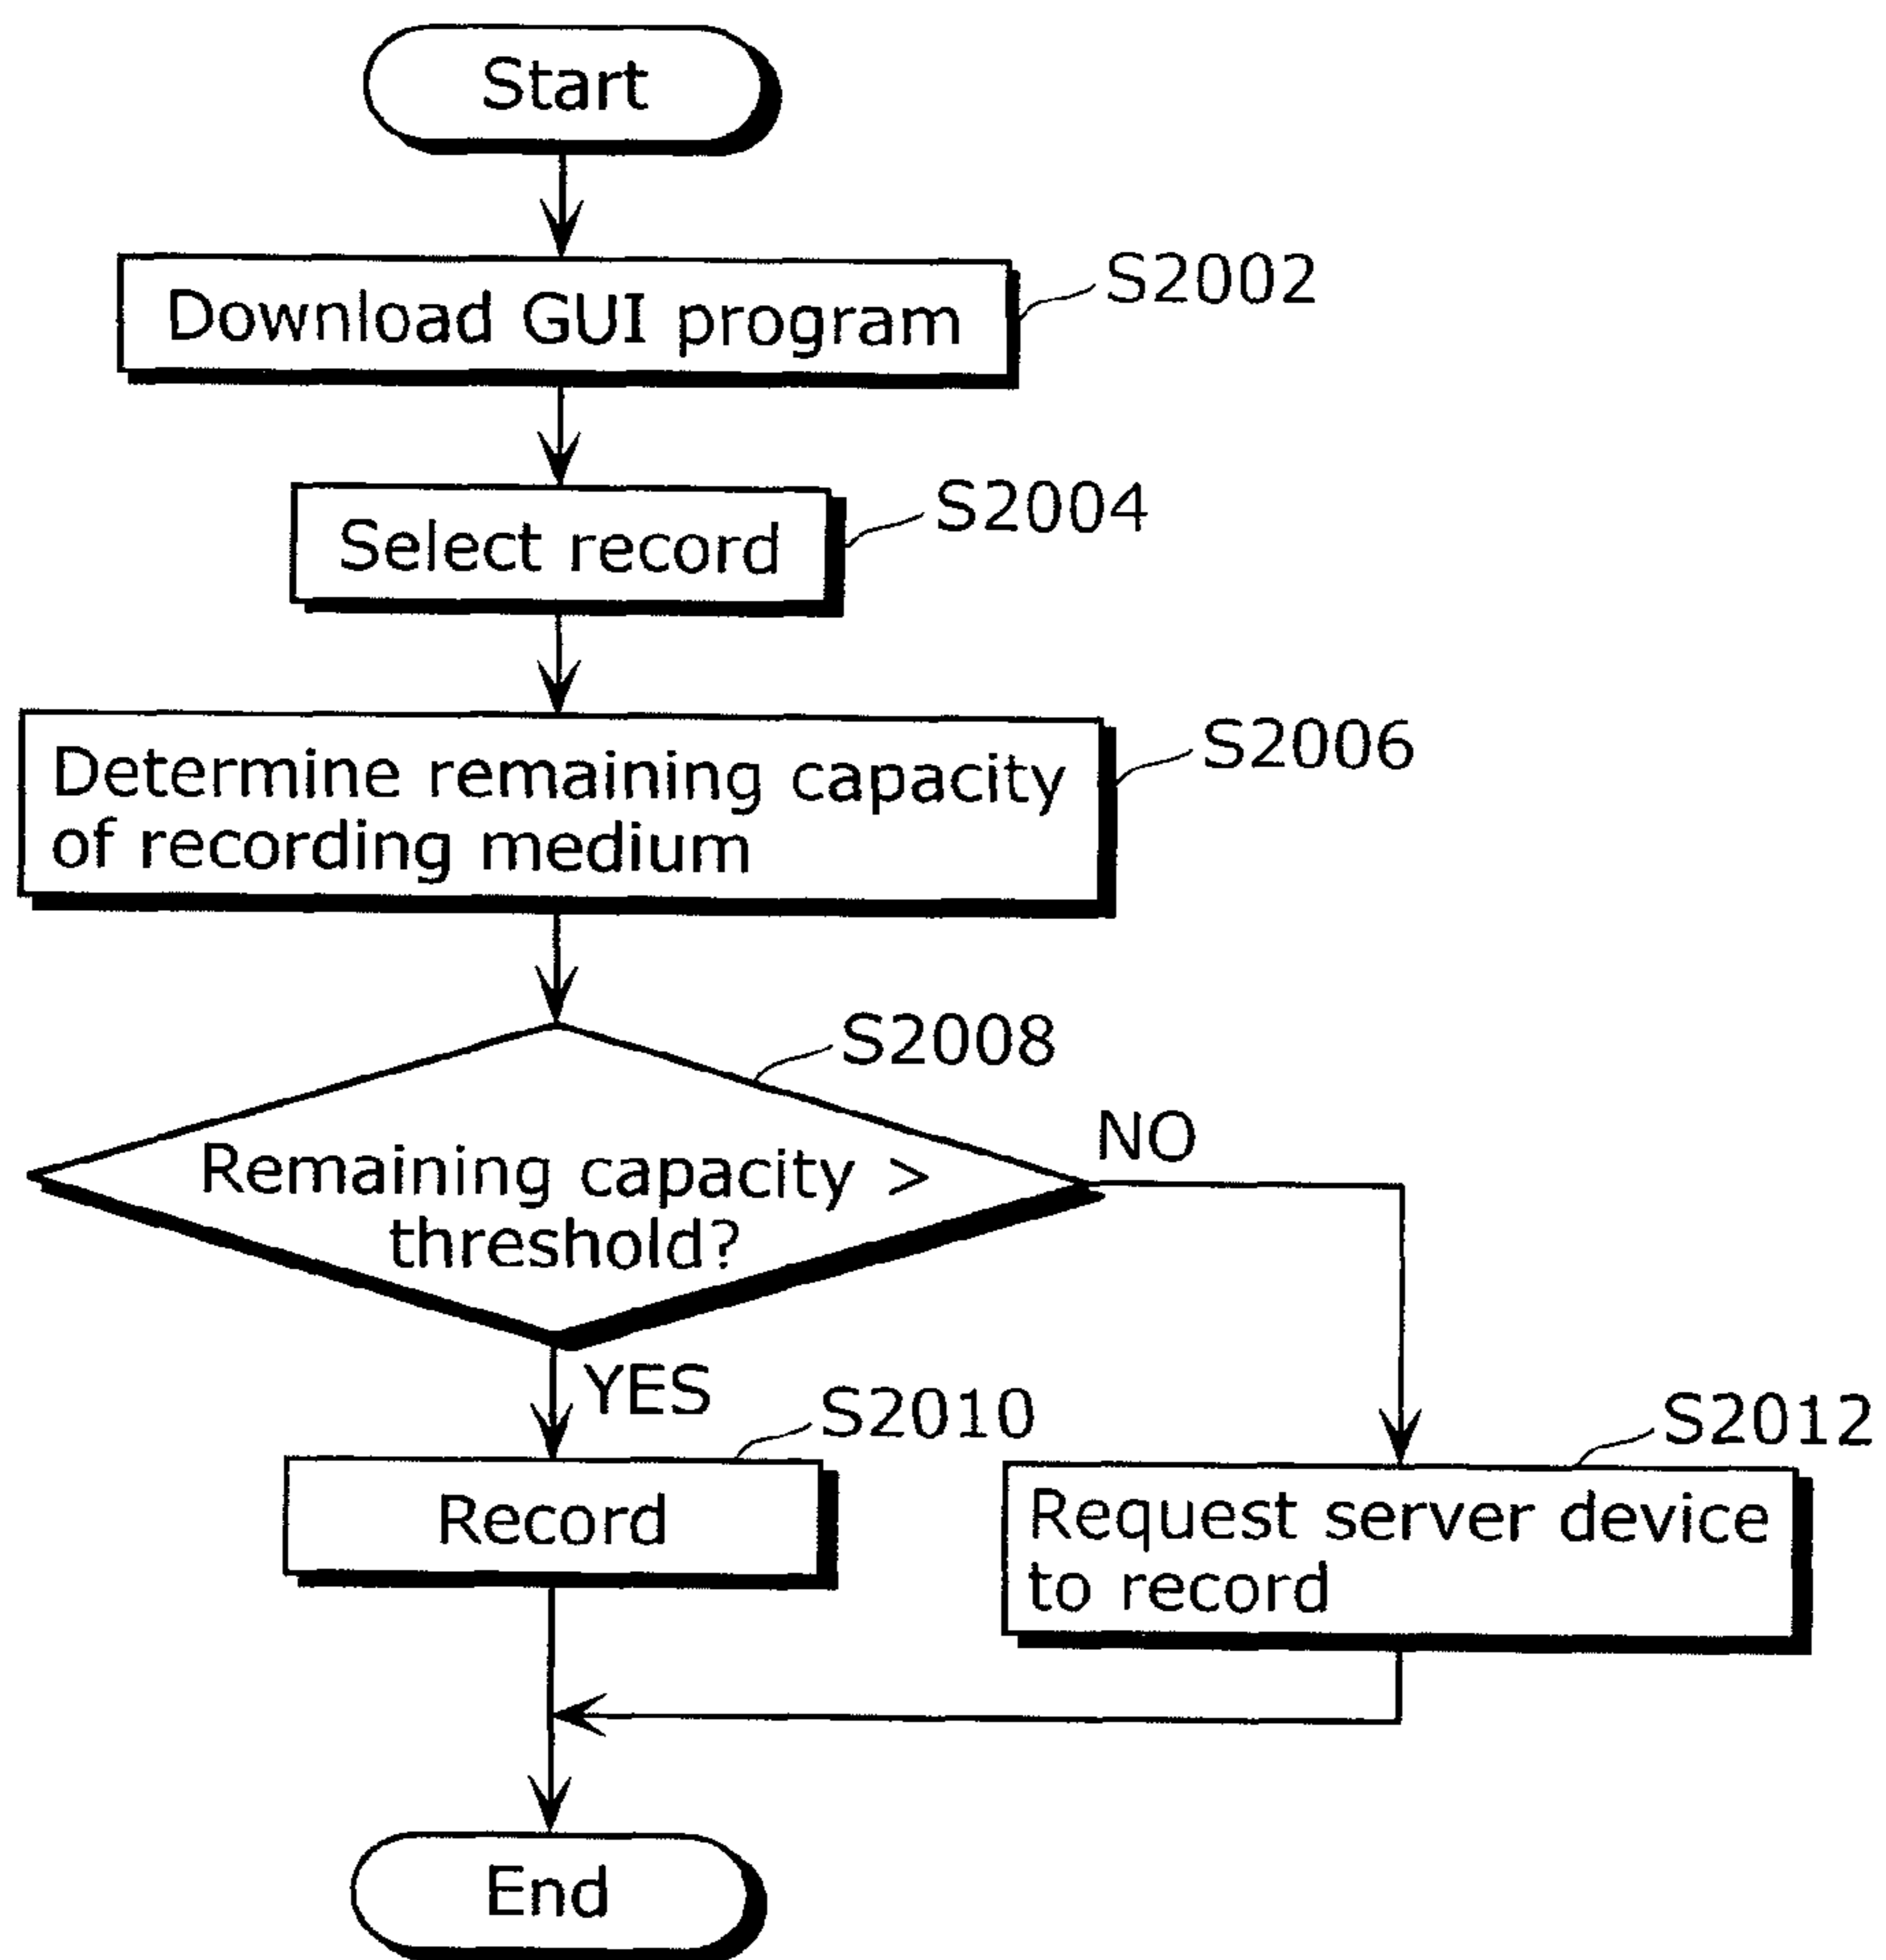 Start
Download GUI program
S2002
Select record
S2004
Determine remaining capacity
of recording medium
S2006
S2008
Remaining capacity >
threshold?
NO
YES
S2010
Record
S2012
Request server device
to record
End